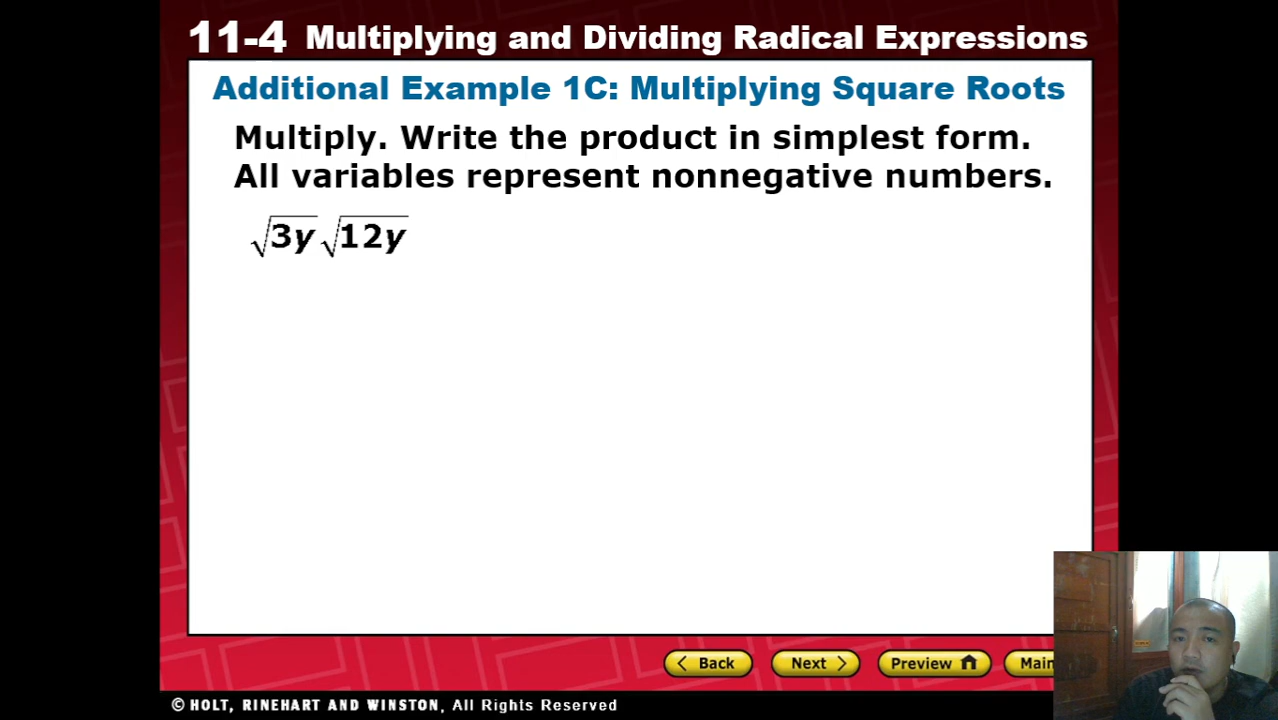 11-4 Multiplying and Dividing Radical Expressions
Additional Example 1C: Multiplying Square Roots
Multiply. Write the product in simplest form.
All variables represent nonnegative numbers.
√3y √12y
Back Next Preview Main
© HOLT, RINEHART AND WINSTON, All Rights Reserved